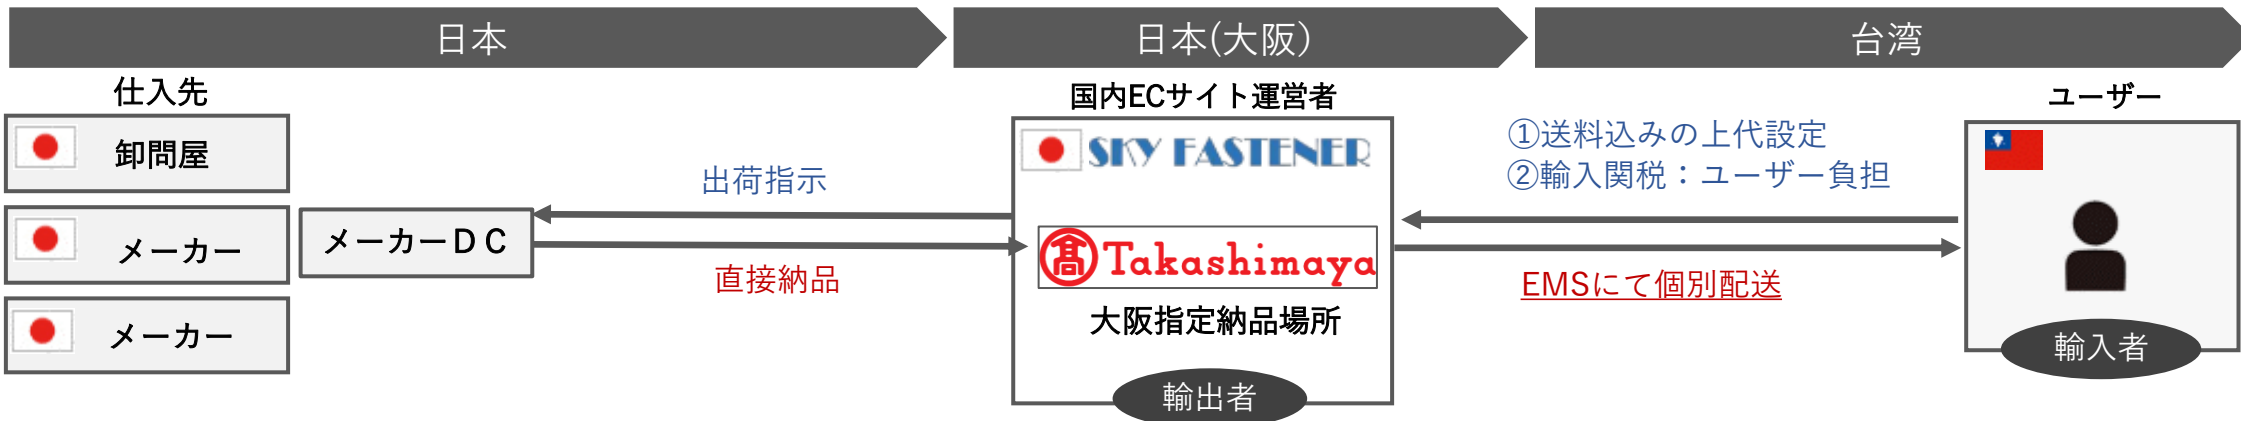 日本
日本(大阪)
台湾
仕入先
卸問屋
メーカー
メーカー
メーカーＤＣ
出荷指示
直接納品
国内ECサイト運営者
SKY FASTENER
髙 Takashimaya
大阪指定納品場所
輸出者
①送料込みの上代設定
②輸入関税：ユーザー負担
EMSにて個別配送
ユーザー
輸入者